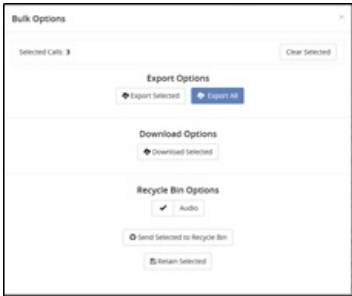 Bulk Options
×
Selected Calls: 3
Clear Selected
Export Options
Export Selected
Export All
Download Options
Download Selected
Recycle Bin Options
Audio
Send Selected to Recycle Bin
Retain Selected